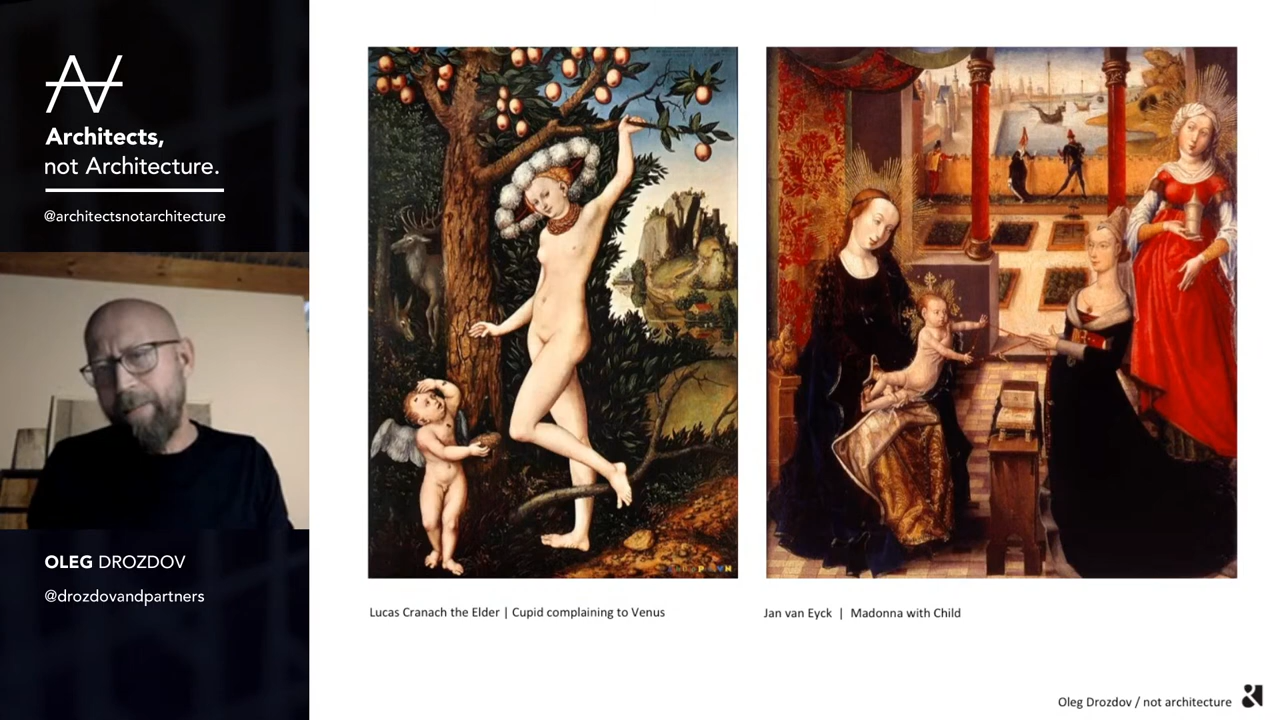 Architects,
not Architecture.
@architectsnotarchitecture
OLEG DROZDOV
@drozdovandpartners
Lucas Cranach the Elder | Cupid complaining to Venus
Jan van Eyck | Madonna with Child
Oleg Drozdov / not architecture